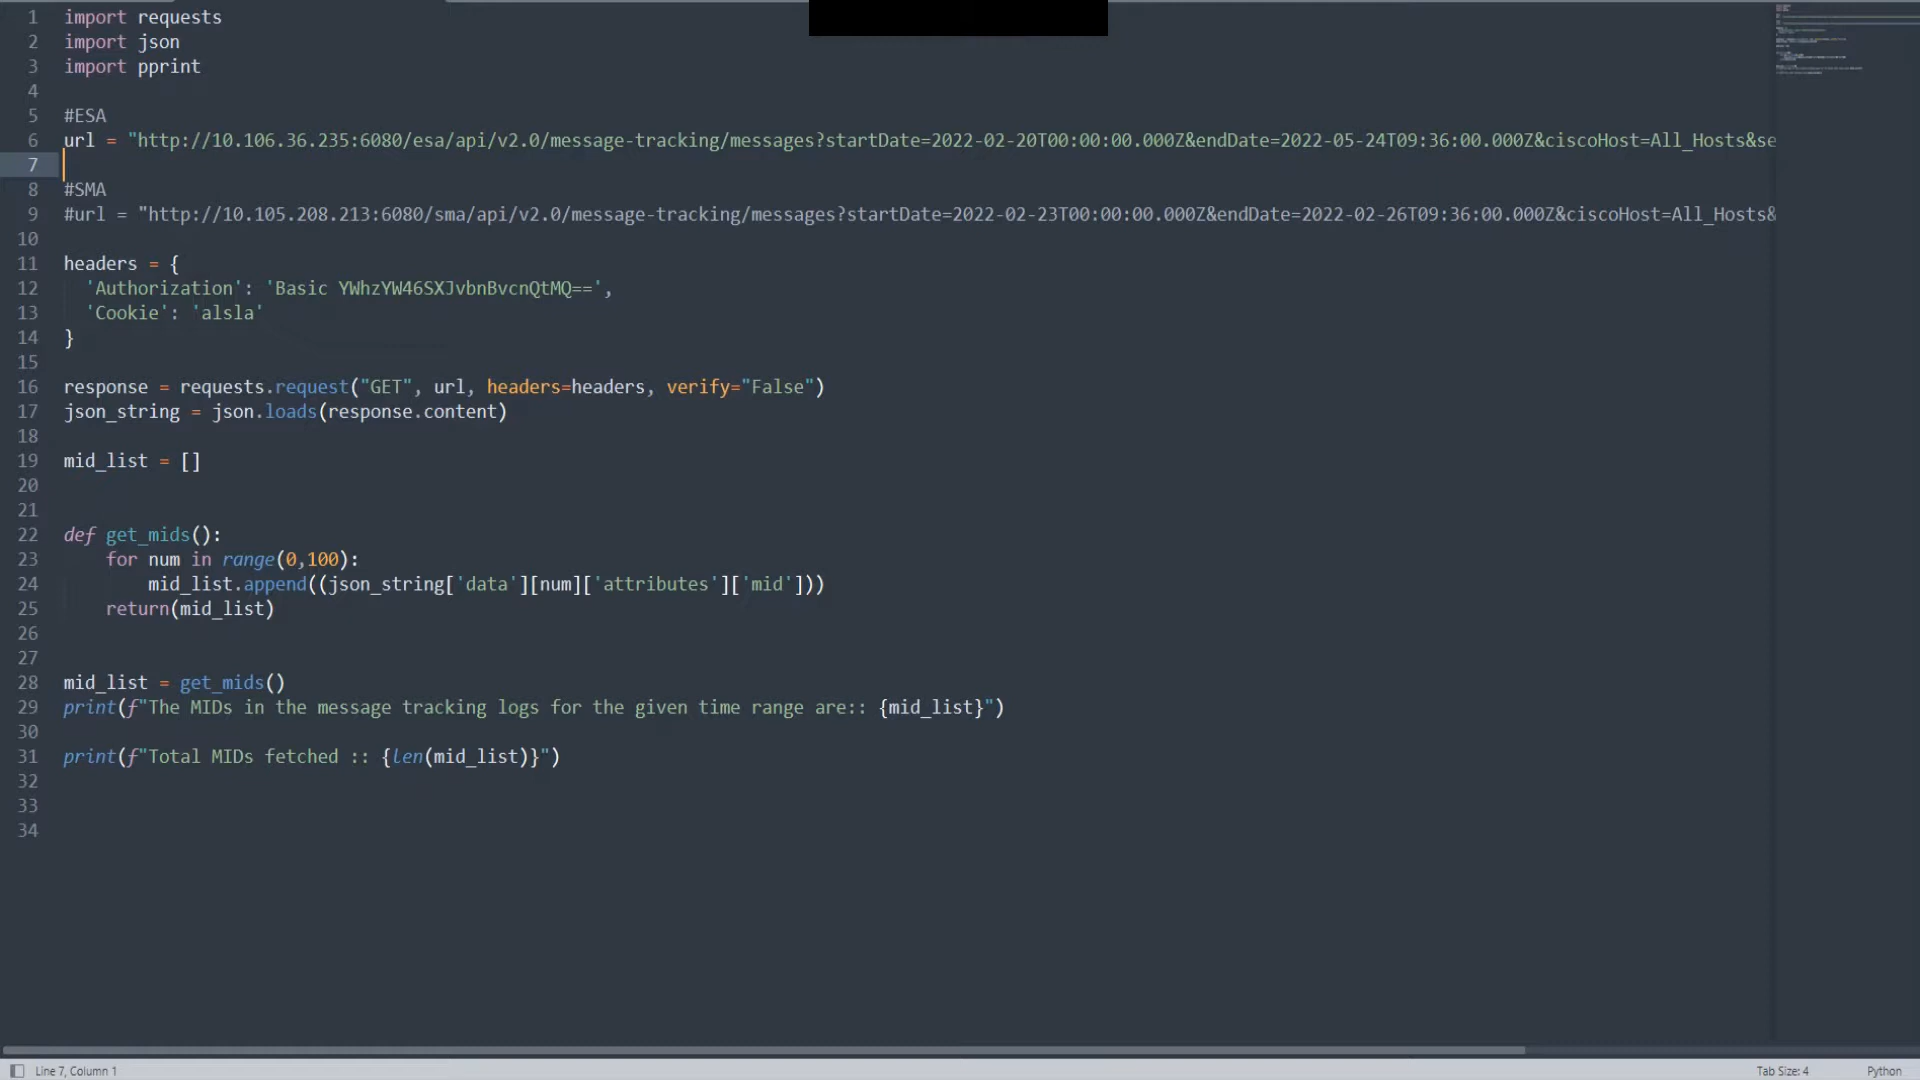 1 import requests
2 import json
3 import pprint
4
5 #ESA
6 url = "http://10.106.36.235:6080/esa/api/v2.0/message-tracking/messages?startDate=2022-02-20T00:00:00.000Z&endDate=2022-05-24T09:36:00.000Z&ciscoHost=All_Hosts&se
7
8 #SMA
9 #url = "http://10.105.208.213:6080/sma/api/v2.0/message-tracking/messages?startDate=2022-02-23T00:00:00.000Z&endDate=2022-02-26T09:36:00.000Z&ciscoHost=All_Hosts&
10
11 headers = {
12   'Authorization': 'Basic YWhzYW46SXJvbnBvcnQtMQ==',
13   'Cookie': 'alsla'
14 }
15
16 response = requests.request("GET", url, headers=headers, verify="False")
17 json_string = json.loads(response.content)
18
19 mid_list = []
20
21
22 def get_mids():
23     for num in range(0,100):
24         mid_list.append((json_string['data'][num]['attributes']['mid']))
25     return(mid_list)
26
27
28 mid_list = get_mids()
29 print(f"The MIDs in the message tracking logs for the given time range are:: {mid_list}")
30
31 print(f"Total MIDs fetched :: {len(mid_list)}")
32
33
34
Line 7, Column 1
Tab Size: 4
Python